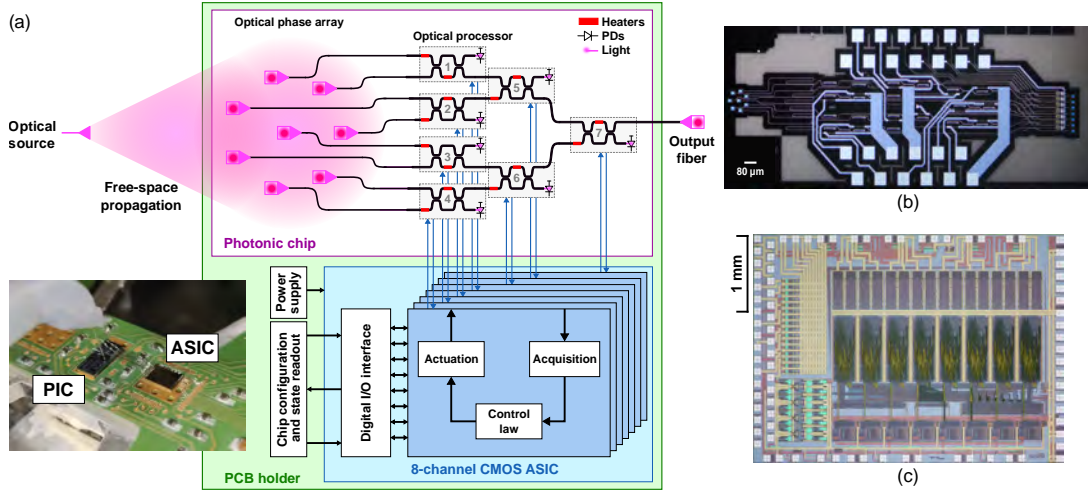 (a)
Optical phase array
Optical processor
Heaters
PDs
Light
1
2
3
4
5
6
7
Optical
source
Free-space
propagation
Output
fiber
Photonic chip
Power
supply
Chip configuration
and state readout
Digital I/O interface
Actuation
Acquisition
Control
law
8-channel CMOS ASIC
PCB holder
ASIC
PIC
80 µm
(b)
1 mm
(c)